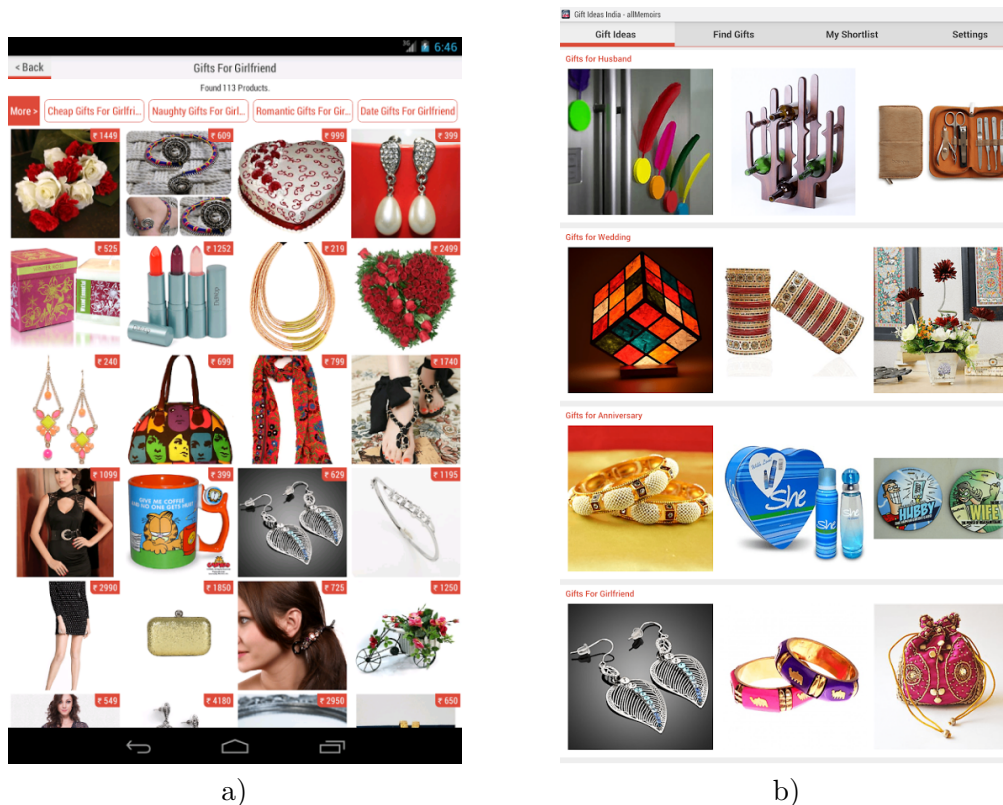 3G 6:46
< Back Gifts For Girlfriend
Found 113 Products.
More > Cheap Gifts For Girlfri... Naughty Gifts For Girl... Romantic Gifts For Gir... Date Gifts For Girlfriend
₹ 1449 ₹ 609 ₹ 999 ₹ 399
₹ 525 ₹ 1252 ₹ 219 ₹ 2499
₹ 240 ₹ 699 ₹ 799 ₹ 1740
₹ 1099 ₹ 399 ₹ 629 ₹ 1195
GIVE ME COFFEE
AND NO ONE GETS HURT
₹ 2990 ₹ 1850 ₹ 725 ₹ 1250
₹ 549 ₹ 4180 ₹ 2950 ₹ 650
a)
Gift Ideas India - allMemoirs
Gift Ideas Find Gifts My Shortlist Settings
Gifts for Husband
Gifts for Wedding
Gifts for Anniversary
She
She
She
HUBBY
WIFEY
Gifts For Girlfriend
b)